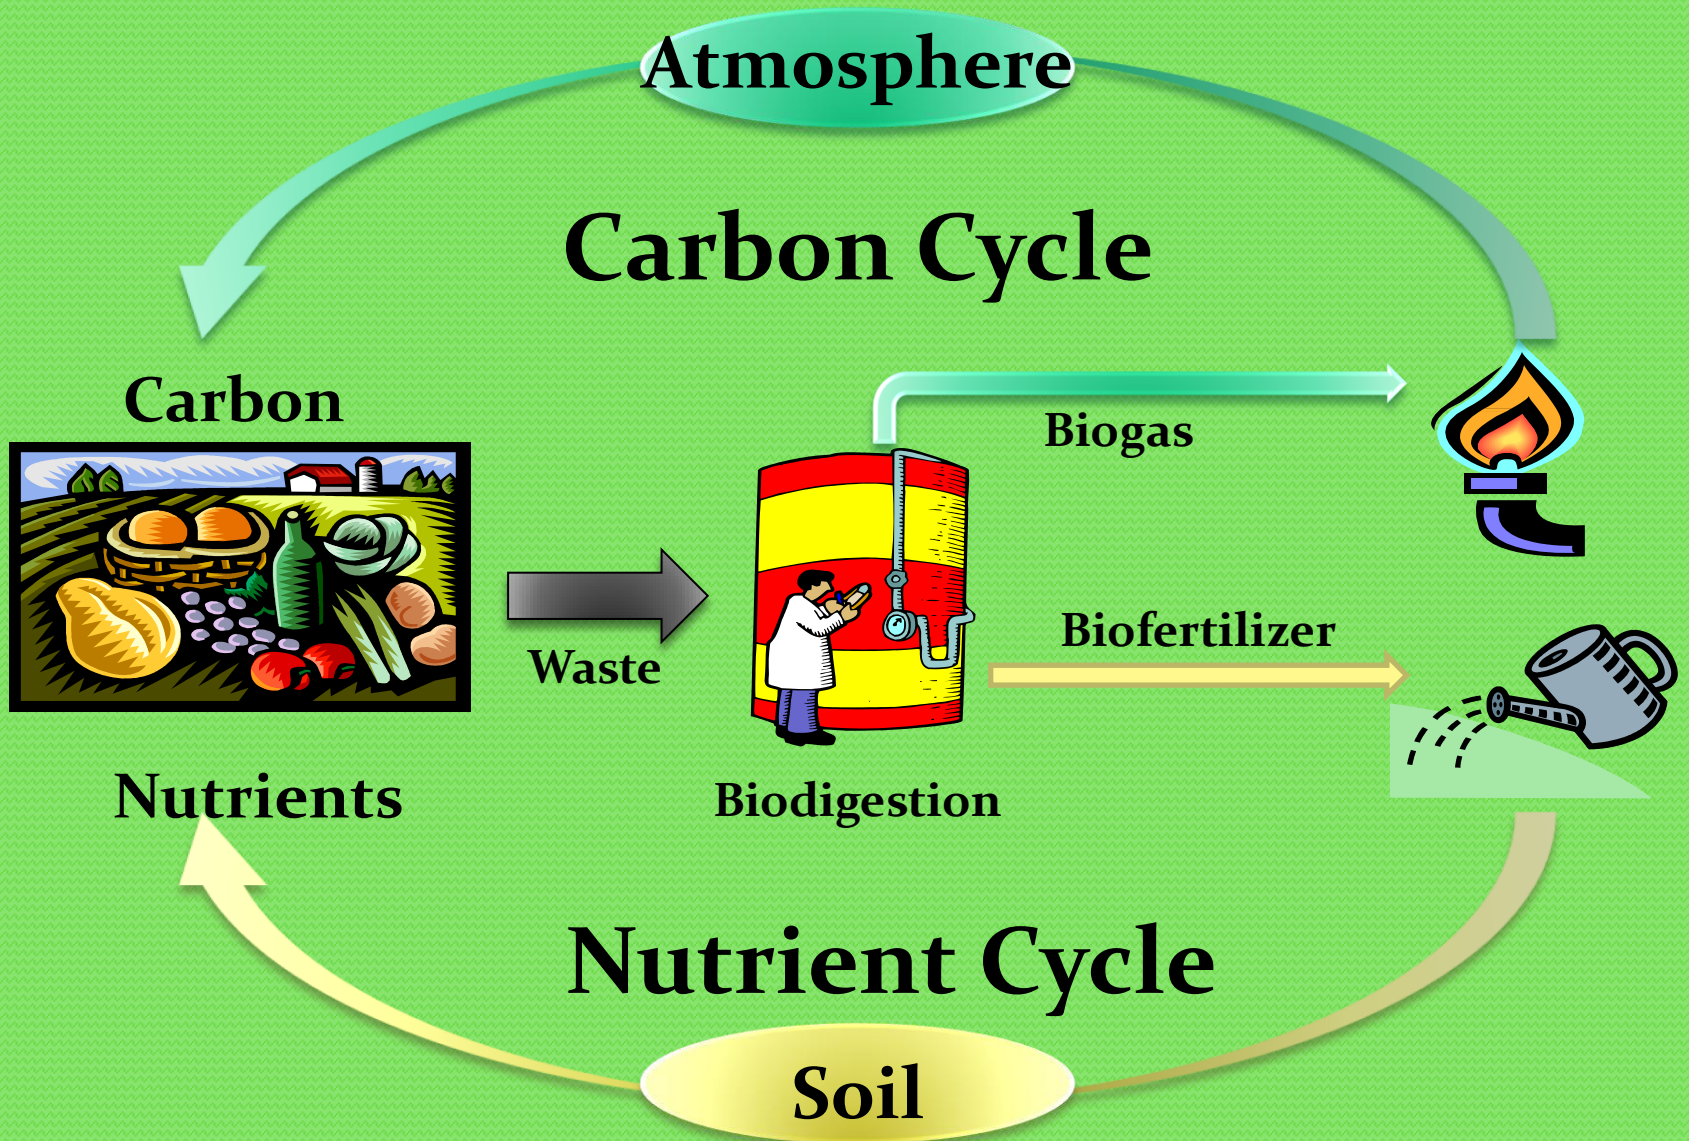 Atmosphere
Carbon Cycle
Carbon
Biogas
Biofertilizer
Waste
Nutrients
Biodigestion
Nutrient Cycle
Soil